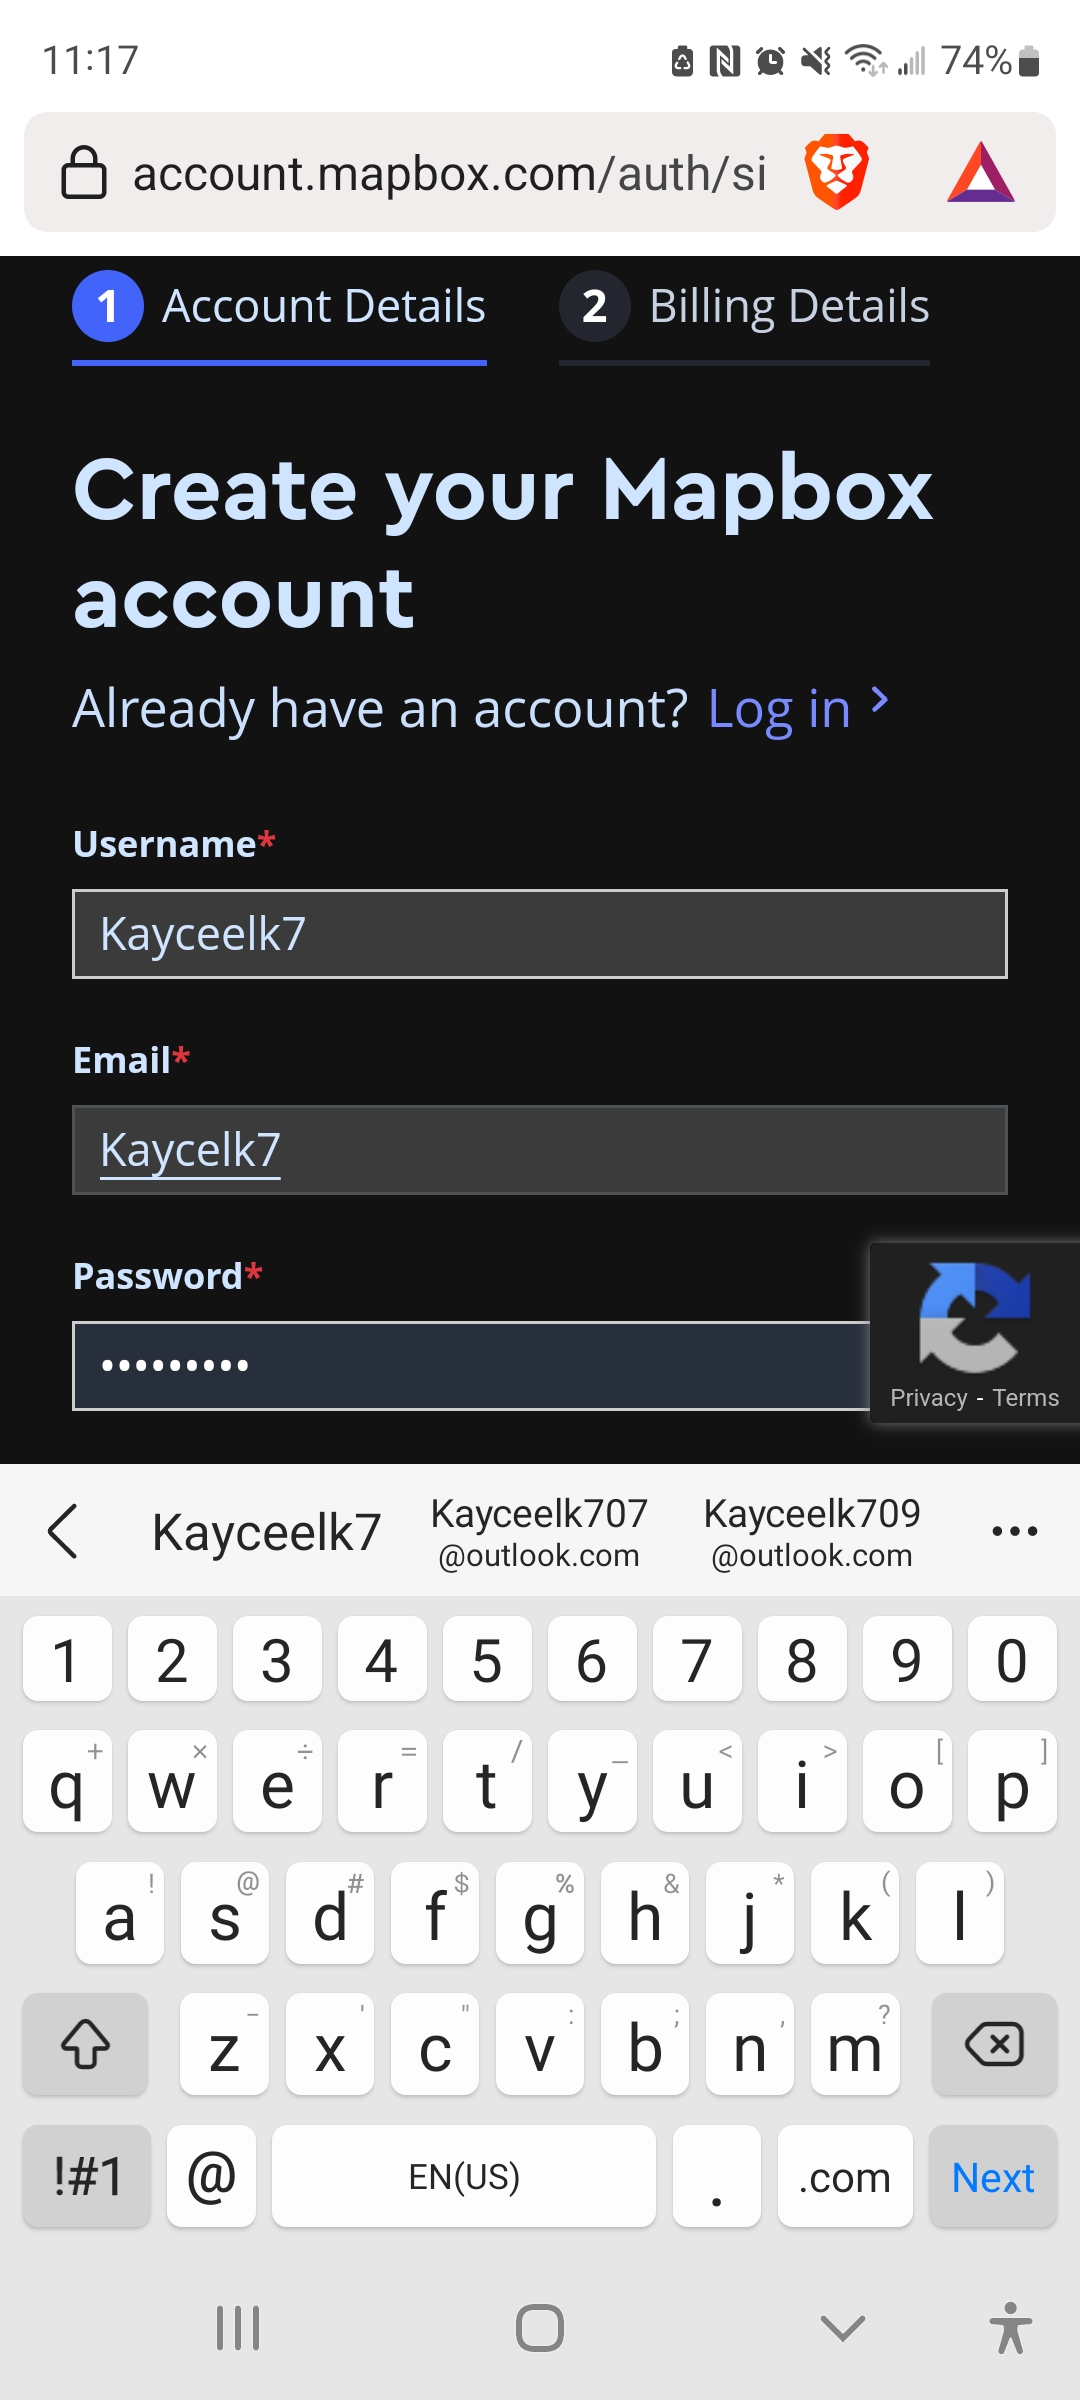 11:17 74%
account.mapbox.com/auth/si
1 Account Details 2 Billing Details
Create your Mapbox
account
Already have an account? Log in
Username*
Kayceelk7
Email*
Kaycelk7
Password*
•••••••••
Privacy - Terms
Kayceelk7 Kayceelk707 Kayceelk709
@outlook.com @outlook.com
1 2 3 4 5 6 7 8 9 0
+ × ÷ = / _ < > [ ]
q w e r t y u i o p
! @ # $ % & * ( )
a s d f g h j k l
- ' " : ; , ?
z x c v b n m
!#1 @ EN(US) . .com Next